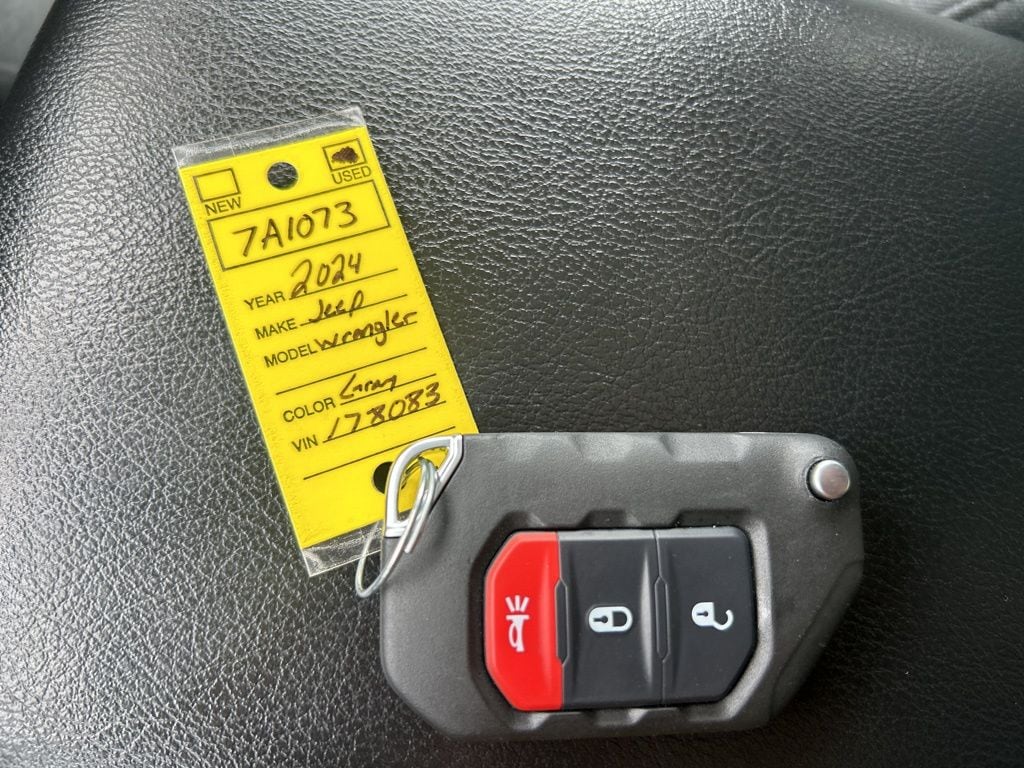 NEW USED
7A1073
YEAR 2024
MAKE Jeep
MODEL Wrangler
COLOR Gray
VIN 178083